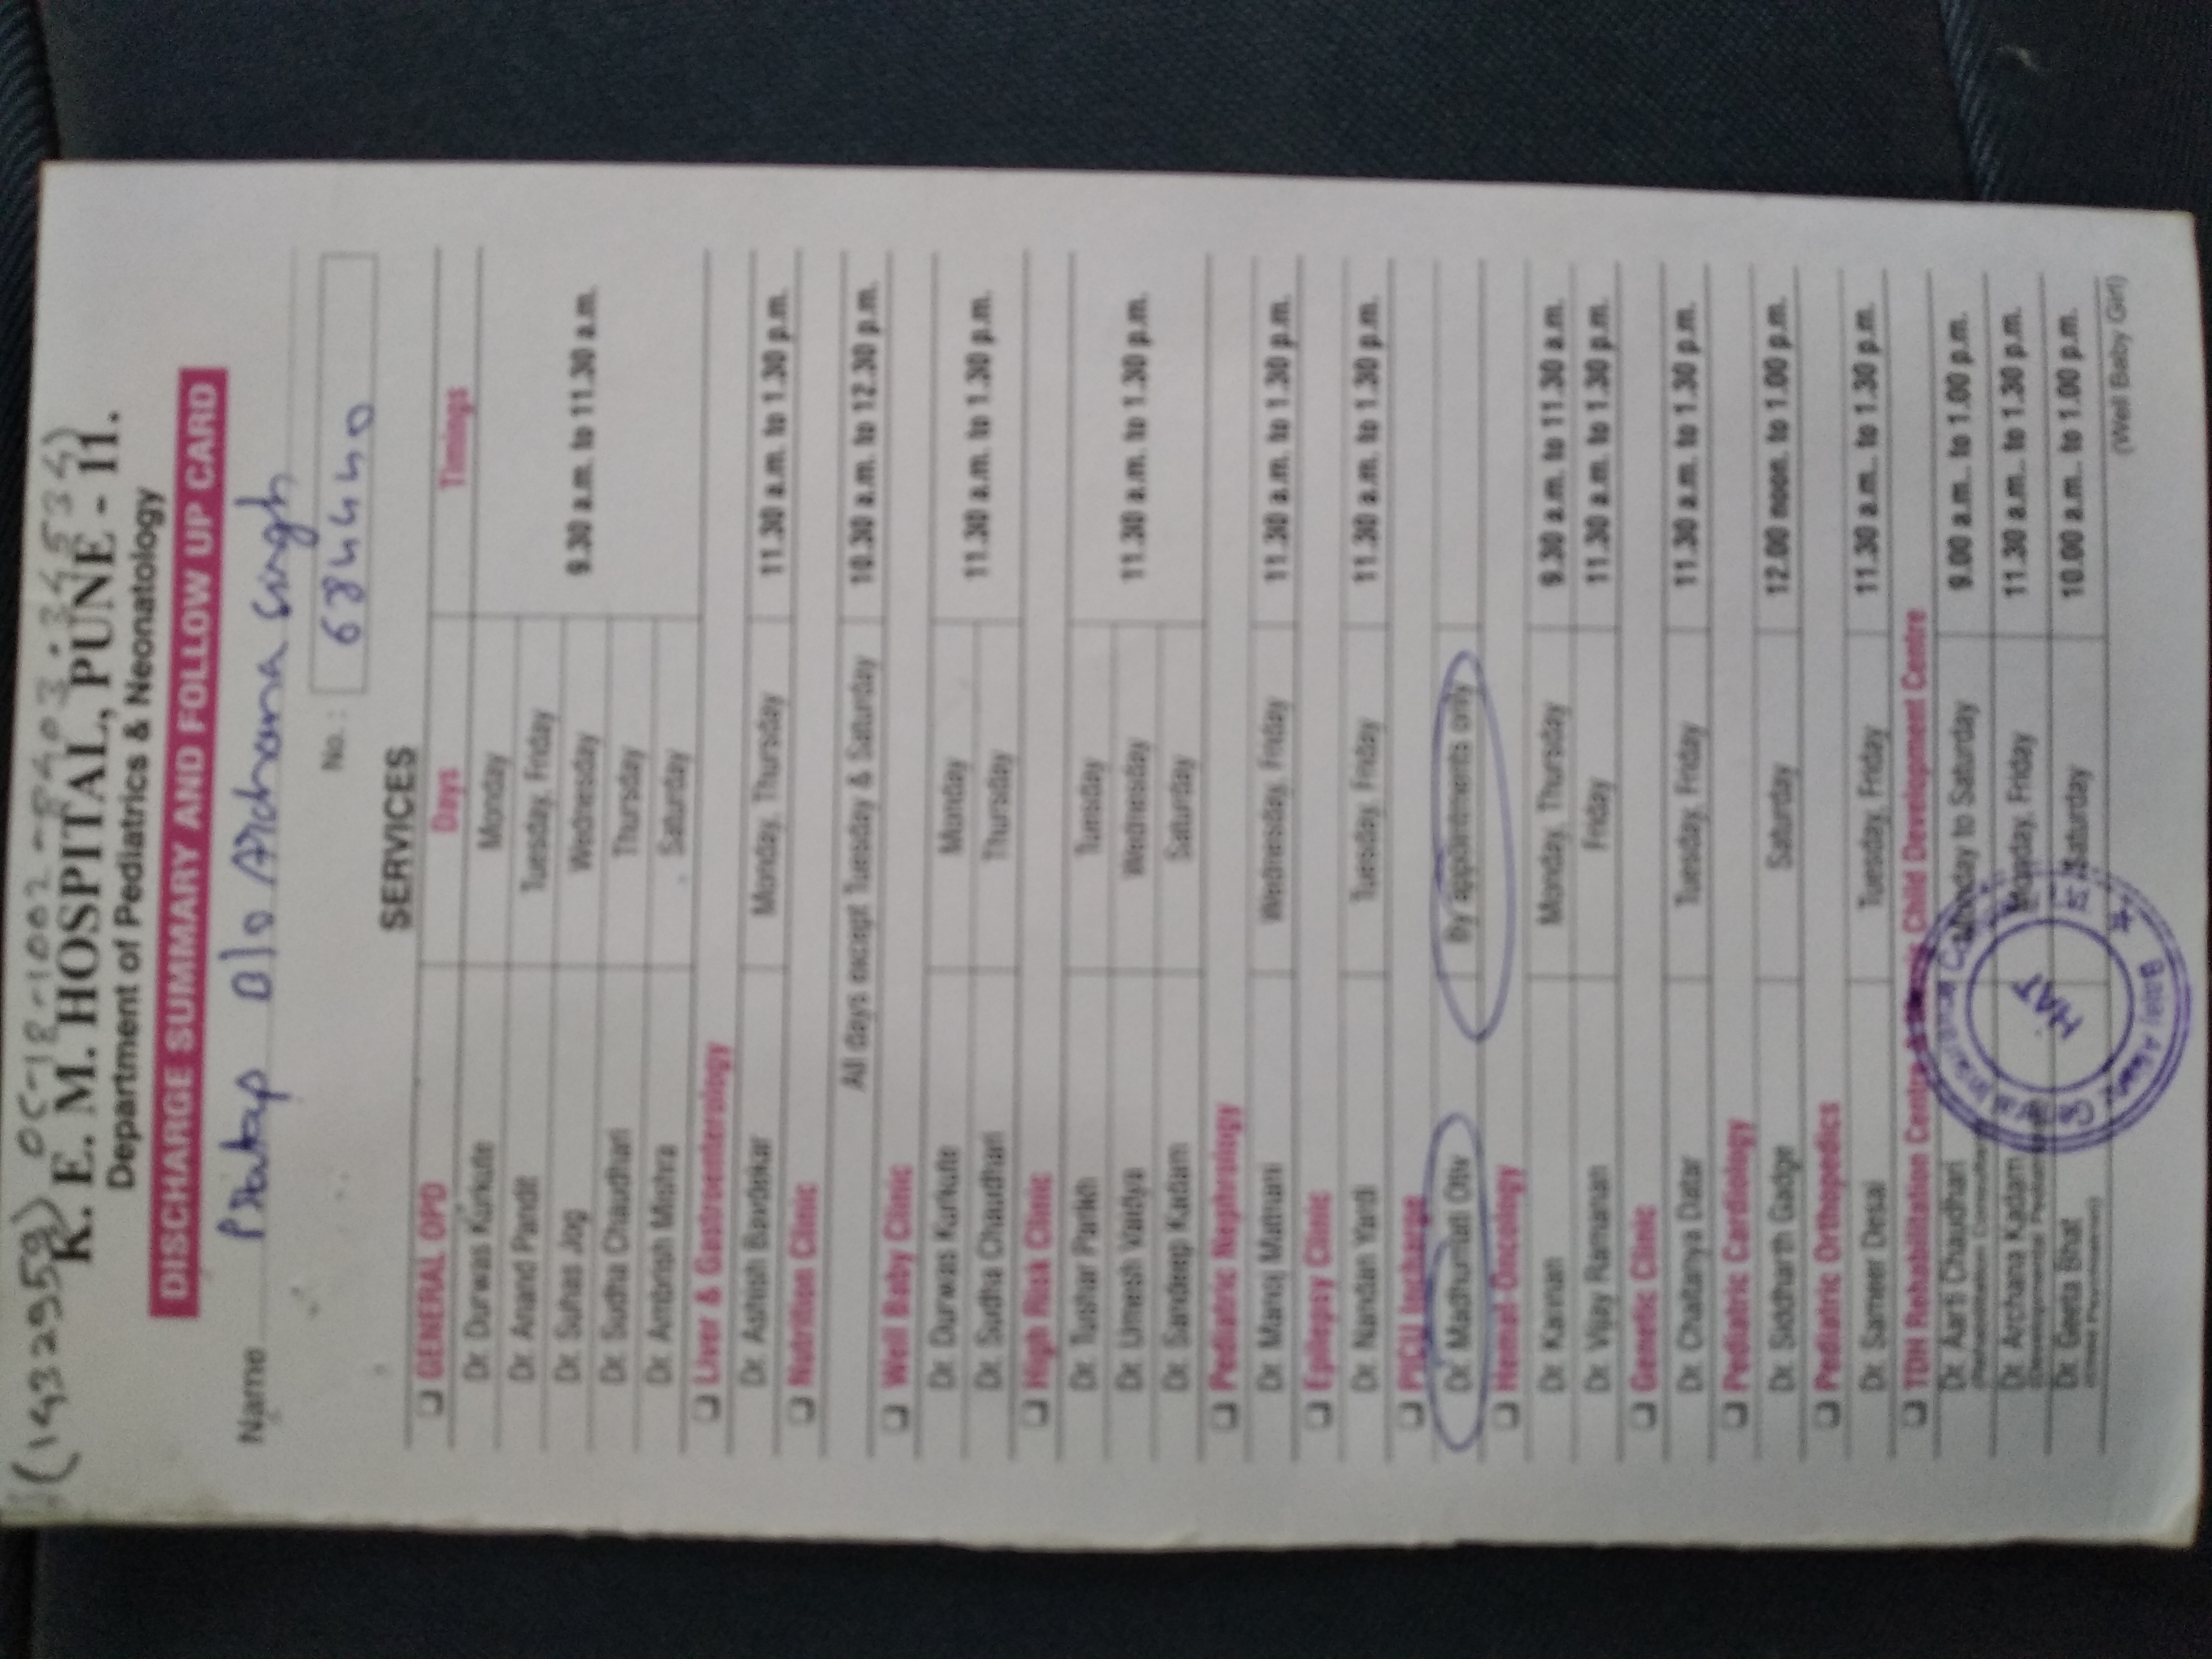 (1932959) OC-18-1002-8403:345534)
K. E. M. HOSPITAL, PUNE - 11.
Department of Pediatrics & Neonatology
DISCHARGE SUMMARY AND FOLLOW UP CARD
Name Pratap B/o Archana Singh
No.: 684440
SERVICES
❑ GENERAL OPD Days Timings
Dr. Durwas Kurkute Monday
Dr. Anand Pandit Tuesday, Friday
Dr. Suhas Jog Wednesday 9.30 a.m. to 11.30 a.m.
Dr. Sudha Chaudhari Thursday
Dr. Ambrish Mishra Saturday
❑ Liver & Gastroenterology
Dr. Ashish Bavdekar Monday, Thursday 11.30 a.m. to 1.30 p.m.
❑ Nutrition Clinic
All days except Tuesday & Saturday 10.30 a.m. to 12.30 p.m.
❑ Well Baby Clinic
Dr. Durwas Kurkute Monday
Dr. Sudha Chaudhari Thursday 11.30 a.m. to 1.30 p.m.
❑ High Risk Clinic
Dr. Tushar Parikh Tuesday
Dr. Umesh Vaidya Wednesday 11.30 a.m. to 1.30 p.m.
Dr. Sandeep Kadam Saturday
❑ Pediatric Nephrology
Dr. Manoj Matnani Wednesday, Friday 11.30 a.m. to 1.30 p.m.
❑ Epilepsy Clinic
Dr. Nandan Yardi Tuesday, Friday 11.30 a.m. to 1.30 p.m.
❑ PICU Incharge
Dr. Madhumati Otiv By appointments only
❑ Hemat-Oncology
Dr. Kannan Monday, Thursday 9.30 a.m. to 11.30 a.m.
Dr. Vijay Ramanan Friday 11.30 a.m. to 1.30 p.m.
❑ Genetic Clinic
Dr. Chaitanya Datar Tuesday, Friday 11.30 a.m. to 1.30 p.m.
❑ Pediatric Cardiology
Dr. Siddharth Gadge Saturday 12.00 noon. to 1.00 p.m.
❑ Pediatric Orthopedics
Dr. Sameer Desai Tuesday, Friday 11.30 a.m. to 1.30 p.m.
❑ TDH Rehabilitation Centre & Child Development Centre
Dr. Aarti Chaudhari Monday to Saturday 9.00 a.m. to 1.00 p.m.
(Rehabilitation Consultant)
Dr. Archana Kadam Monday, Friday 11.30 a.m. to 1.30 p.m.
(Developmental Pediatrician)
Dr. Geeta Bhat Saturday 10.00 a.m. to 1.00 p.m.
HAT
(Well Baby Girl)